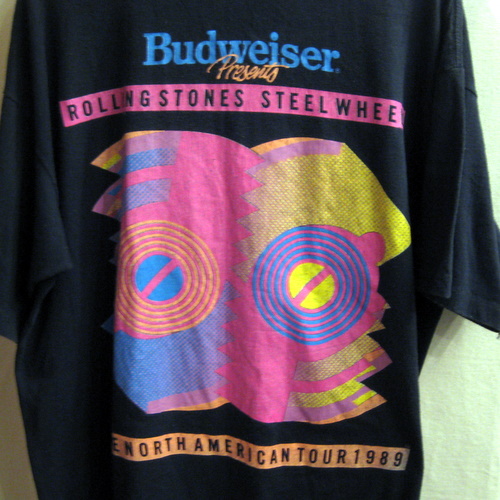 Budweiser
Presents
ROLLING STONES STEEL WHEE
E NORTH AMERICAN TOUR 1989